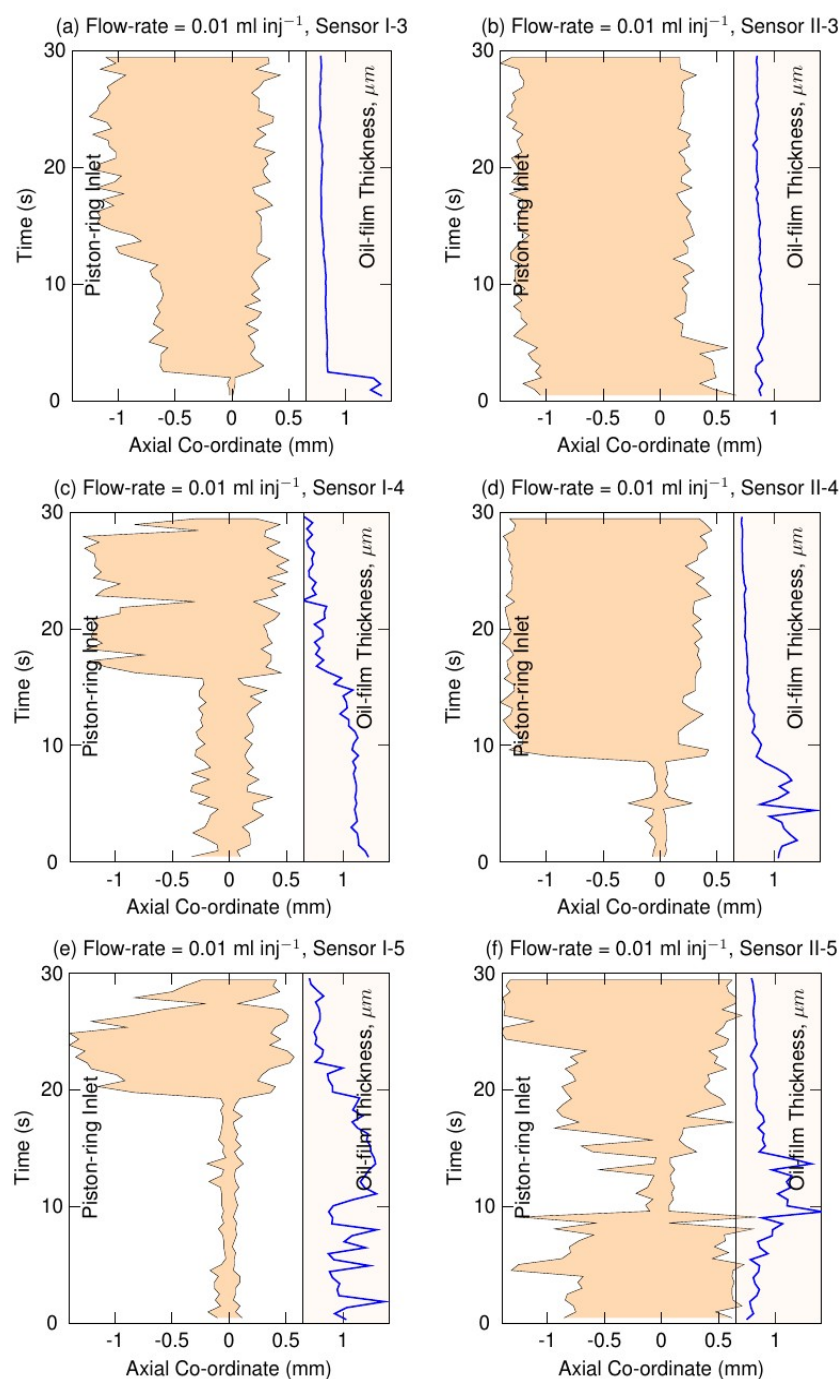 (a) Flow-rate = 0.01 ml inj⁻¹, Sensor I-3
30
20
10
0
Time (s)
Piston-ring Inlet
Oil-film Thickness, μm
-1 -0.5 0 0.5 1
Axial Co-ordinate (mm)
(b) Flow-rate = 0.01 ml inj⁻¹, Sensor II-3
30
20
10
0
Time (s)
Piston-ring Inlet
Oil-film Thickness, μm
-1 -0.5 0 0.5 1
Axial Co-ordinate (mm)
(c) Flow-rate = 0.01 ml inj⁻¹, Sensor I-4
30
20
10
0
Time (s)
Piston-ring Inlet
Oil-film Thickness, μm
-1 -0.5 0 0.5 1
Axial Co-ordinate (mm)
(d) Flow-rate = 0.01 ml inj⁻¹, Sensor II-4
30
20
10
0
Time (s)
Piston-ring Inlet
Oil-film Thickness, μm
-1 -0.5 0 0.5 1
Axial Co-ordinate (mm)
(e) Flow-rate = 0.01 ml inj⁻¹, Sensor I-5
30
20
10
0
Time (s)
Piston-ring Inlet
Oil-film Thickness, μm
-1 -0.5 0 0.5 1
Axial Co-ordinate (mm)
(f) Flow-rate = 0.01 ml inj⁻¹, Sensor II-5
30
20
10
0
Time (s)
Piston-ring Inlet
Oil-film Thickness, μm
-1 -0.5 0 0.5 1
Axial Co-ordinate (mm)